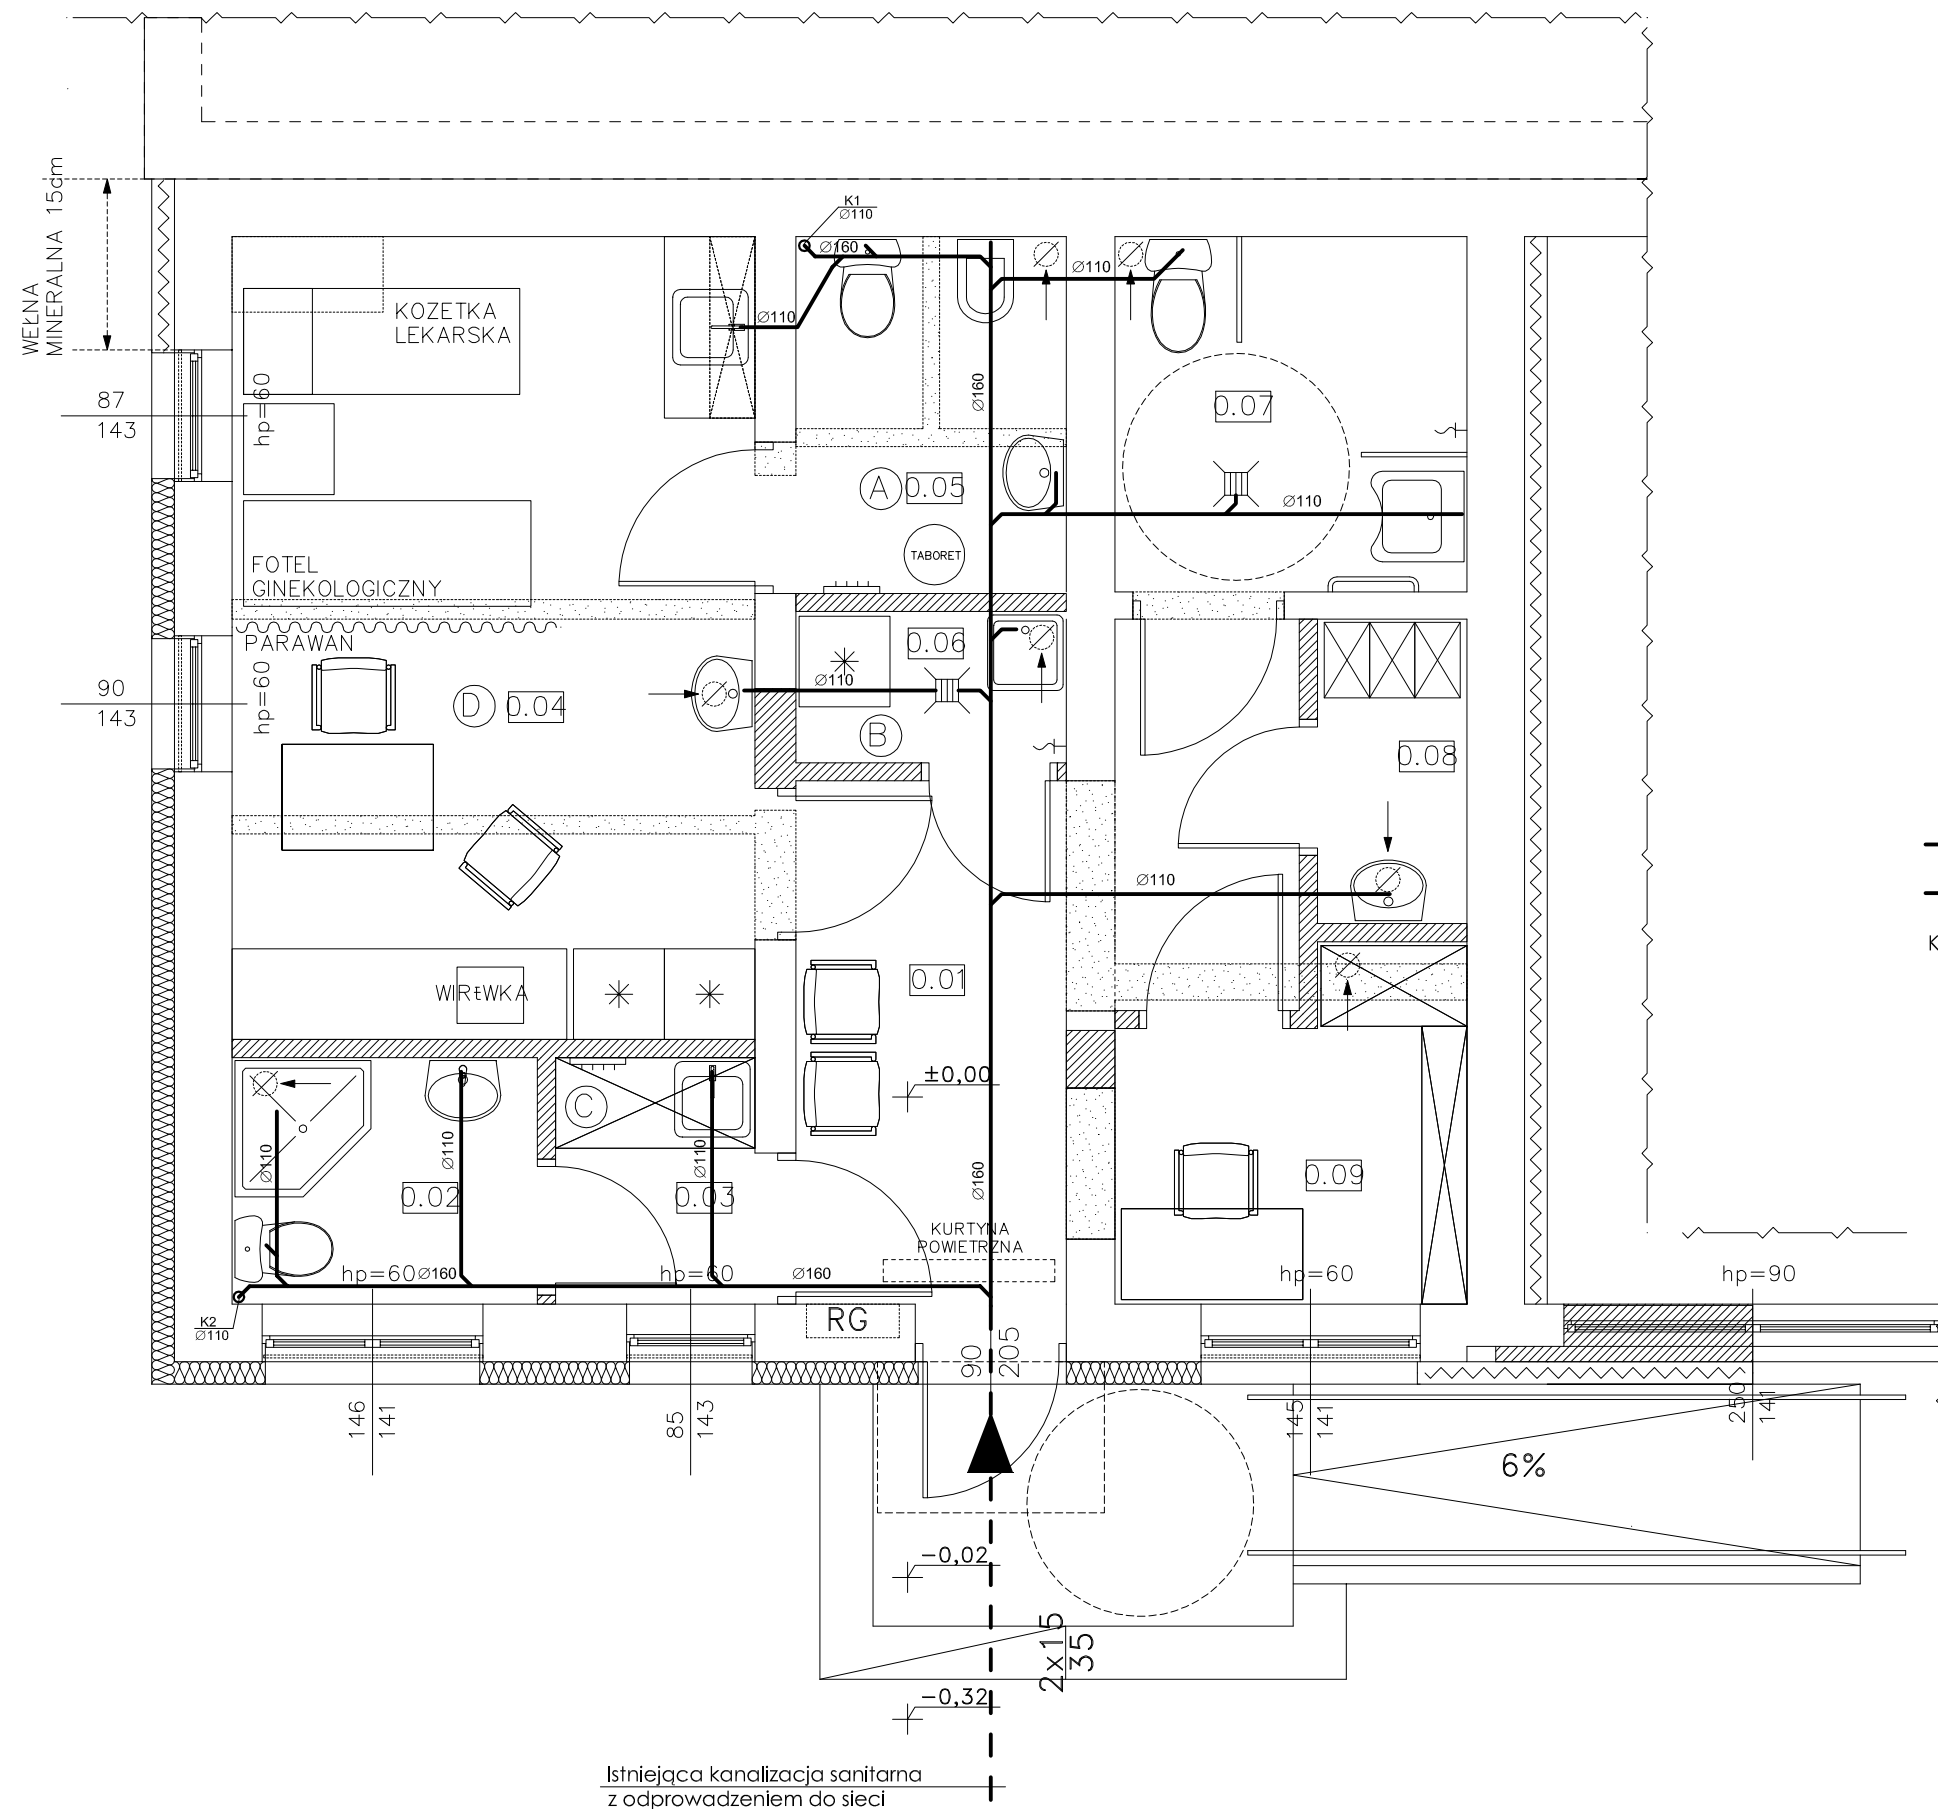 WEŁNA
MINERALNA 15cm
K1
Ø110
Ø160
Ø110
Ø110
KOZETKA
LEKARSKA
87
143
hp=60
Ø160
0.07
A
0.05
Ø110
TABORET
FOTEL
GINEKOLOGICZNY
PARAWAN
0.06
90
143
hp=60
D
0.04
Ø110
B
0.08
Ø110
K
WIRÓWKA
0.01
±0,00
C
Ø110
Ø110
Ø110
Ø160
0.02
0.03
0.09
KURTYNA
POWIETRZNA
hp=60
Ø160
hp=60
Ø160
hp=60
hp=90
K2
Ø110
RG
90
205
146
141
85
143
145
141
250
141
6%
-0,02
2x15
35
-0,32
Istniejąca kanalizacja sanitarna
z odprowadzeniem do sieci